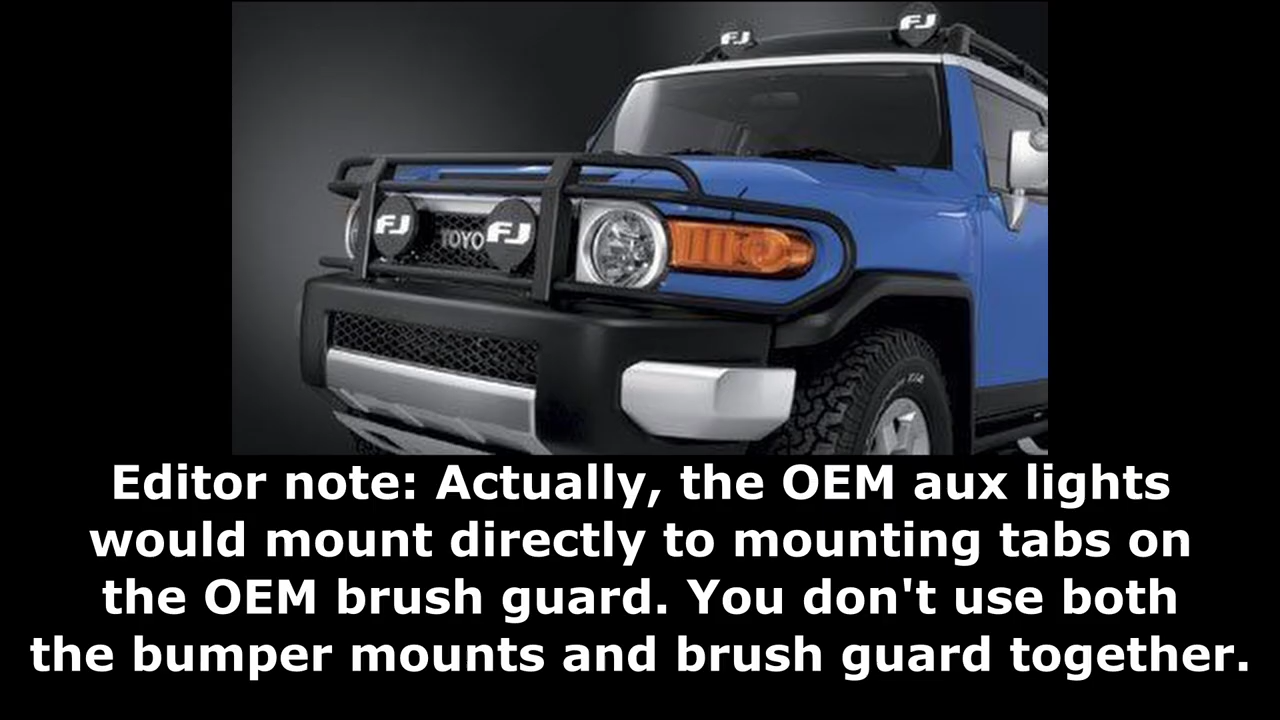 FJ
FJ
FJ
TOYO
FJ
Editor note: Actually, the OEM aux lights
would mount directly to mounting tabs on
the OEM brush guard. You don't use both
the bumper mounts and brush guard together.